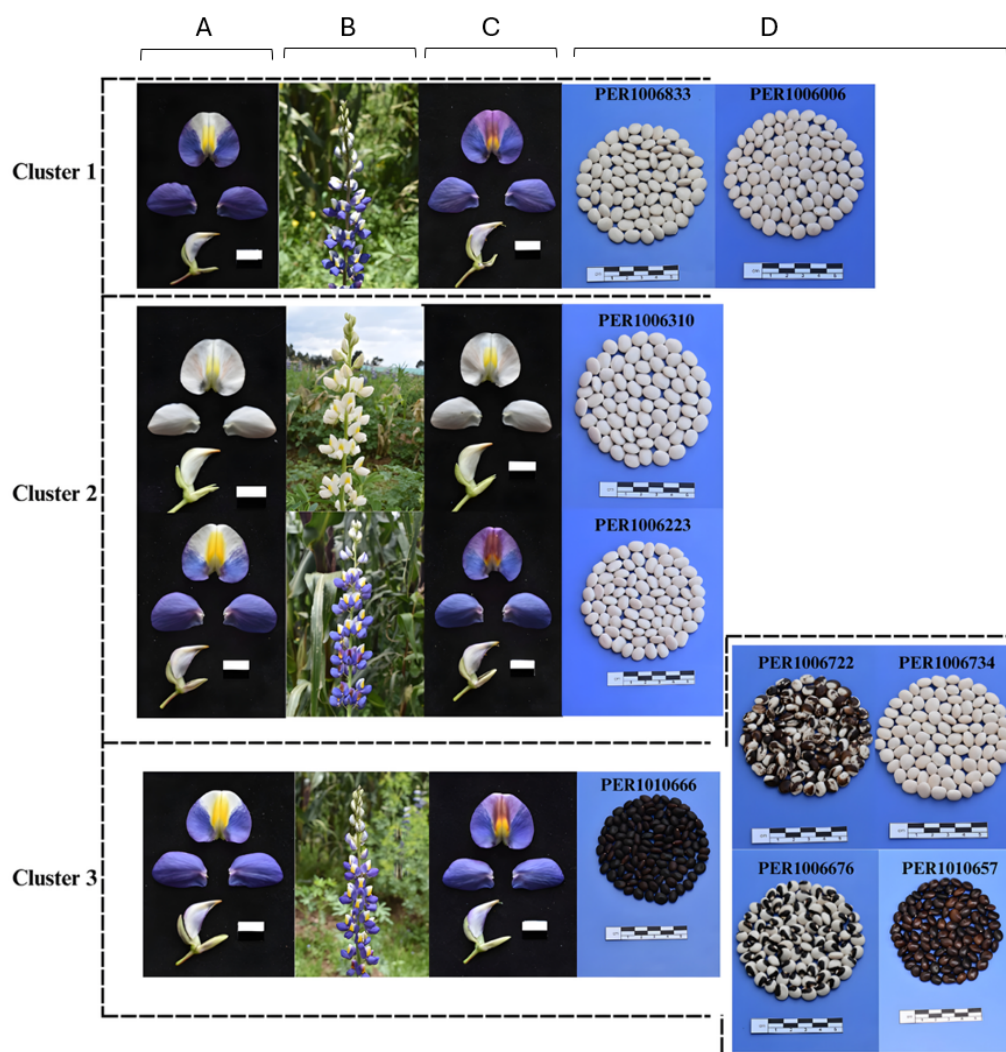 A B C D
Cluster 1
PER1006833 PER1006006
Cluster 2
PER1006310
PER1006223
PER1006722 PER1006734
Cluster 3
PER1010666
PER1006676 PER1010657